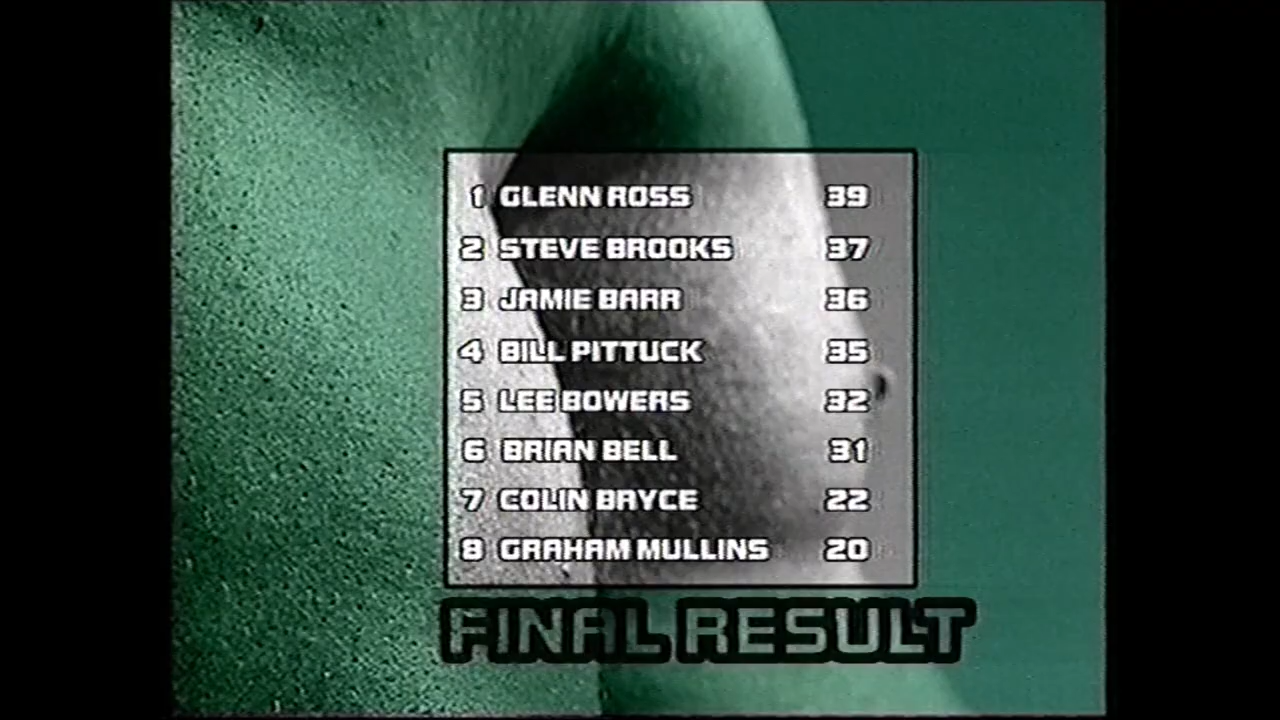 1 GLENN ROSS 39
2 STEVE BROOKS 37
3 JAMIE BARR 36
4 BILL PITTUCK 35
5 LEE BOWERS 32
6 BRIAN BELL 31
7 COLIN BRYCE 22
8 GRAHAM MULLINS 20
FINAL RESULT